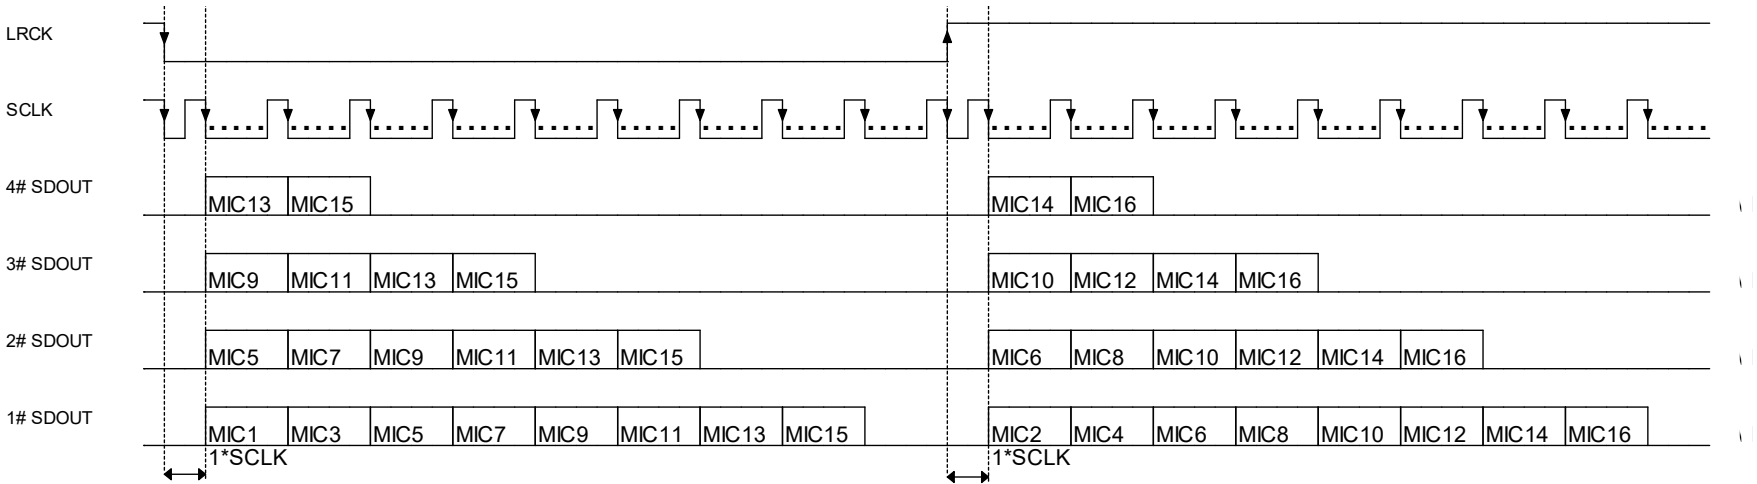 LRCK
SCLK
4# SDOUT
MIC13 MIC15 MIC14 MIC16
3# SDOUT
MIC9 MIC11 MIC13 MIC15 MIC10 MIC12 MIC14 MIC16
2# SDOUT
MIC5 MIC7 MIC9 MIC11 MIC13 MIC15 MIC6 MIC8 MIC10 MIC12 MIC14 MIC16
1# SDOUT
MIC1 MIC3 MIC5 MIC7 MIC9 MIC11 MIC13 MIC15 MIC2 MIC4 MIC6 MIC8 MIC10 MIC12 MIC14 MIC16
1*SCLK 1*SCLK